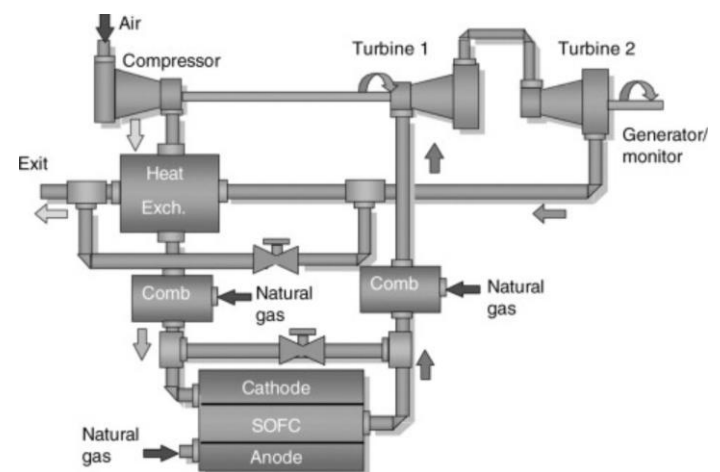 Air
Compressor
Turbine 1
Turbine 2
Generator/
monitor
Exit
Heat
Exch.
Comb
Natural
gas
Comb
Natural
gas
Cathode
SOFC
Anode
Natural
gas